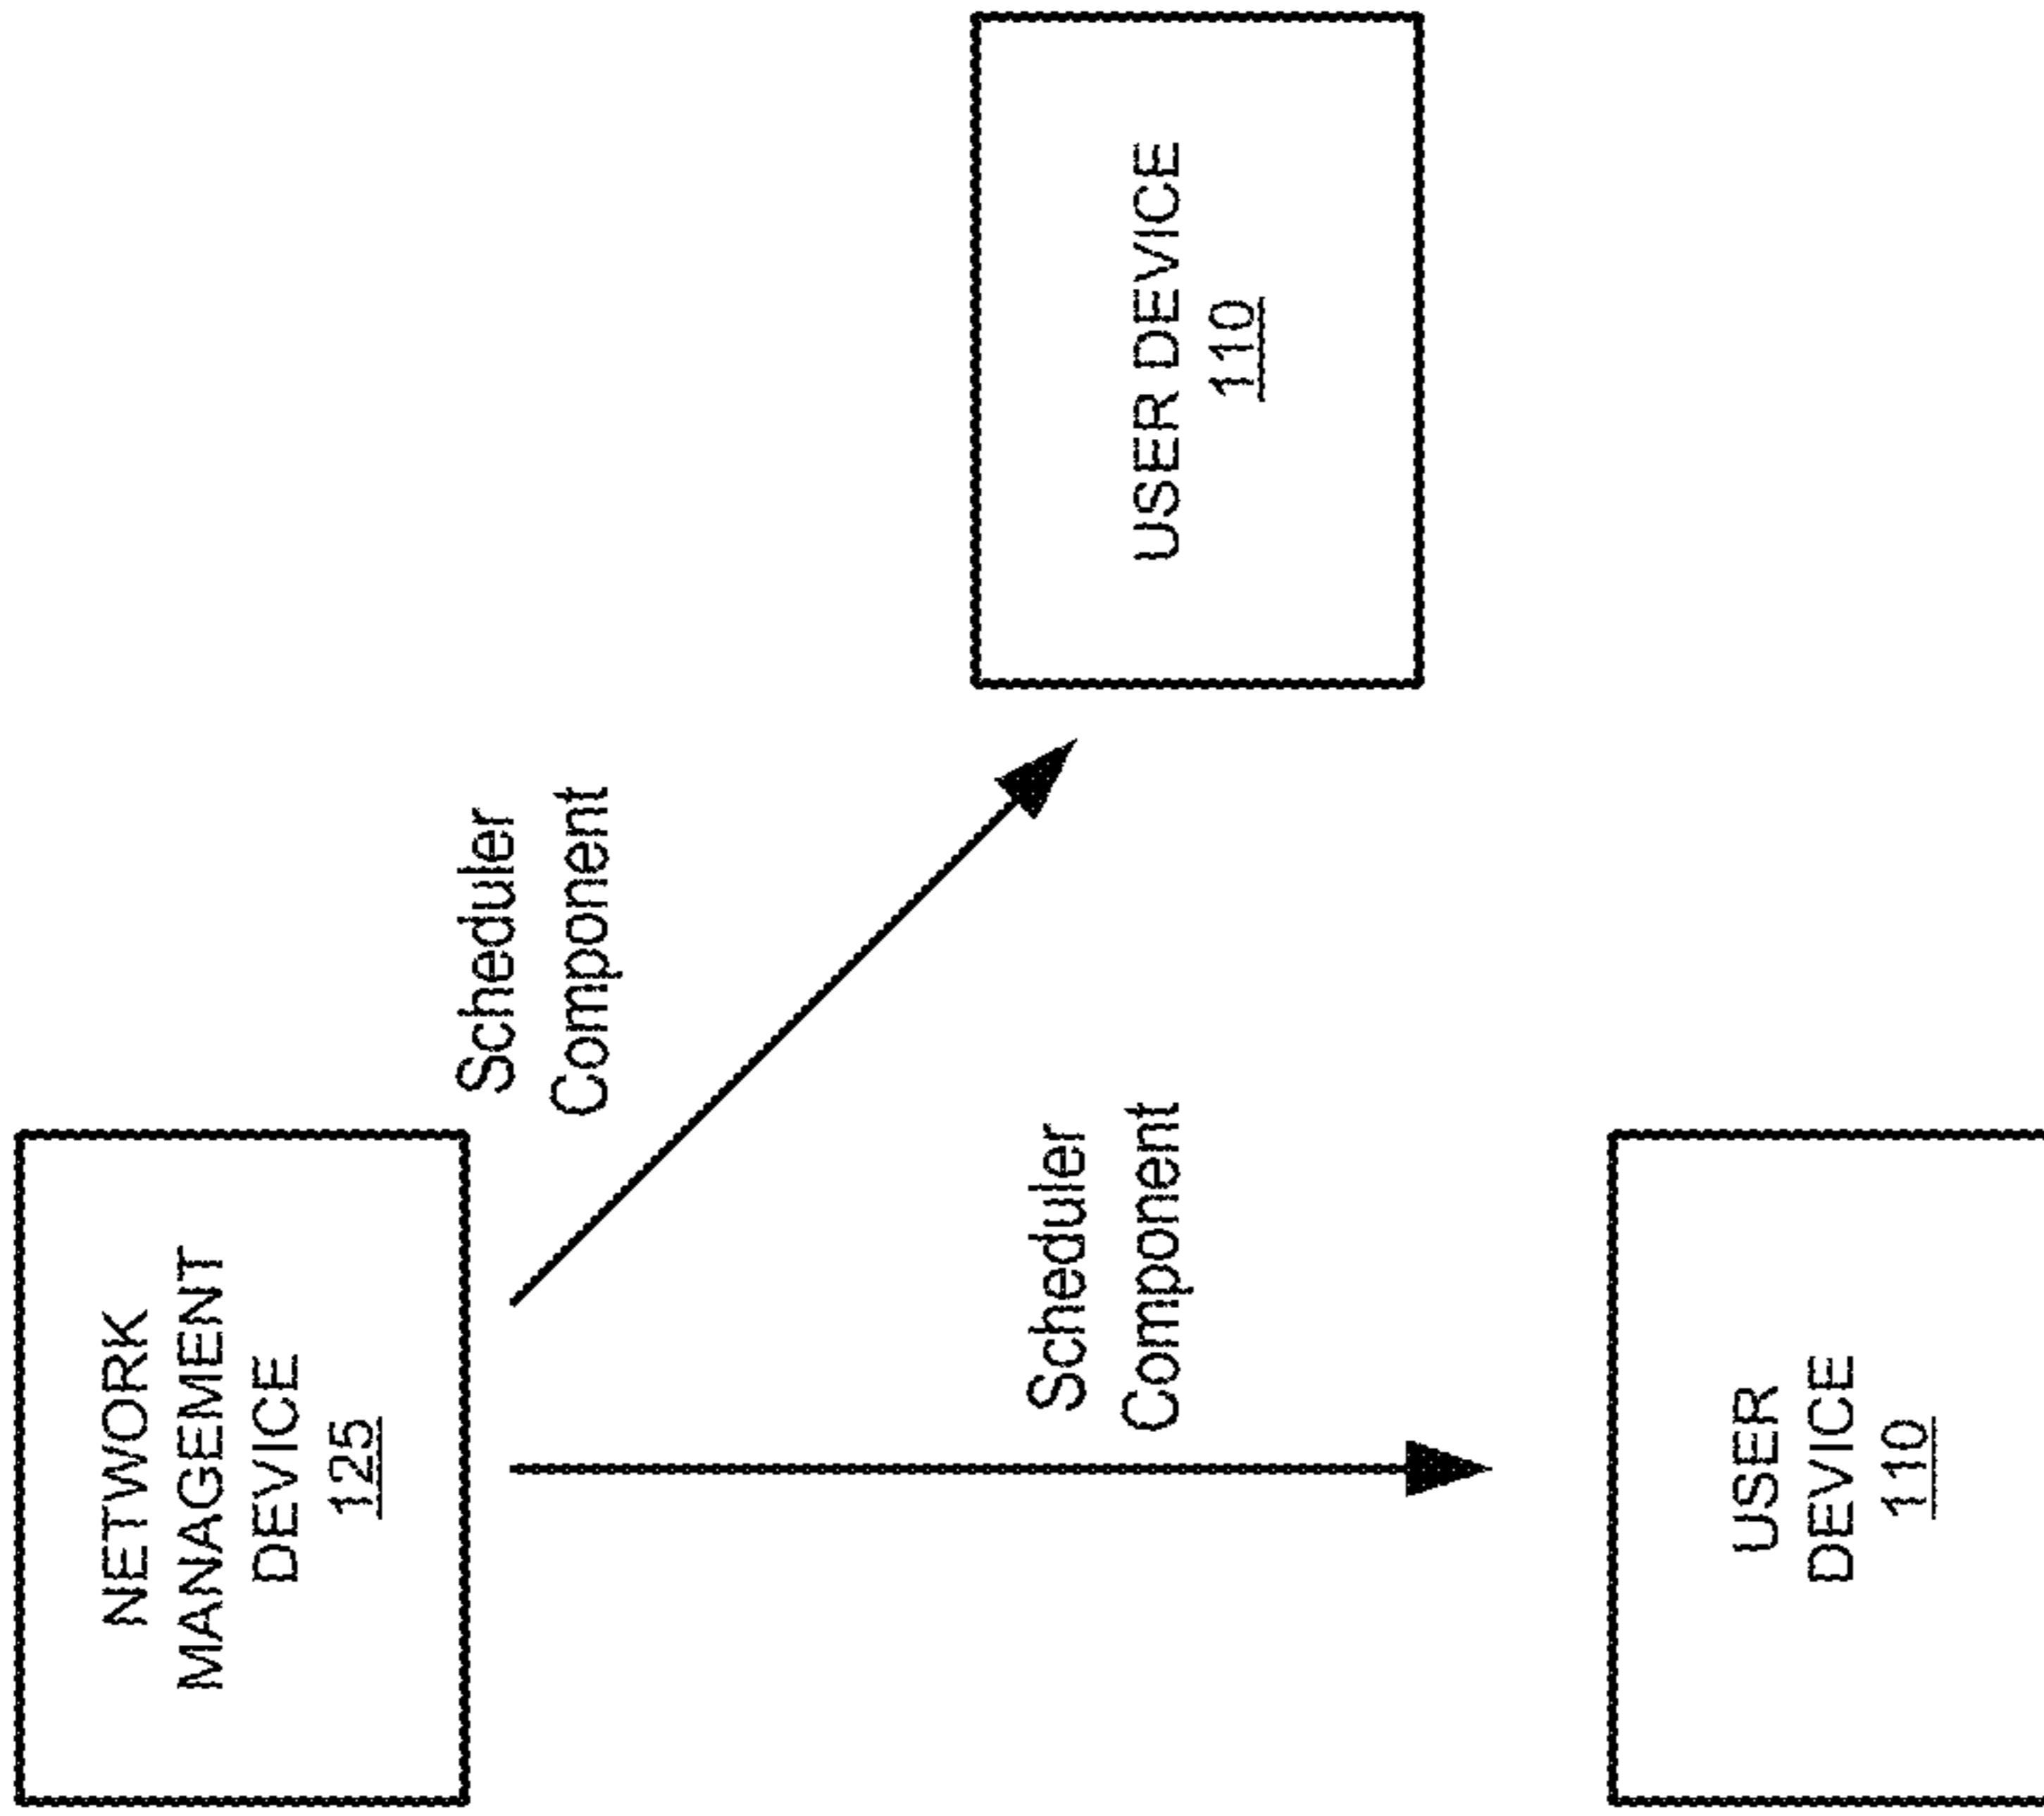 NETWORK
MANAGEMENT
DEVICE
125
Scheduler
Component
Scheduler
Component
USER DEVICE
110
USER
DEVICE
110